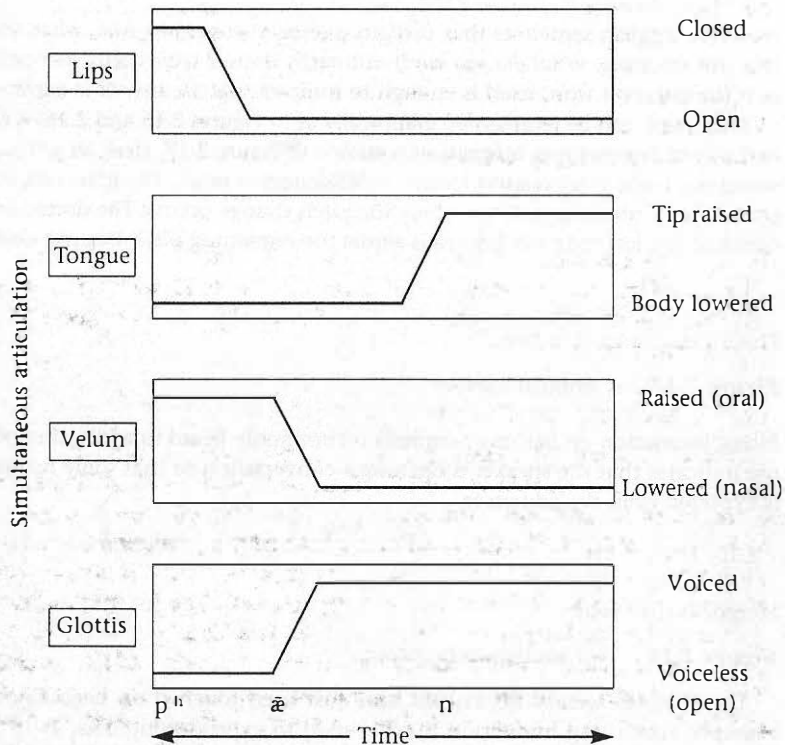 Closed
Lips
Open
Tip raised
Tongue
Body lowered
Simultaneous articulation
Raised (oral)
Velum
Lowered (nasal)
Voiced
Glottis
Voiceless
(open)
pʰ æ n
Time